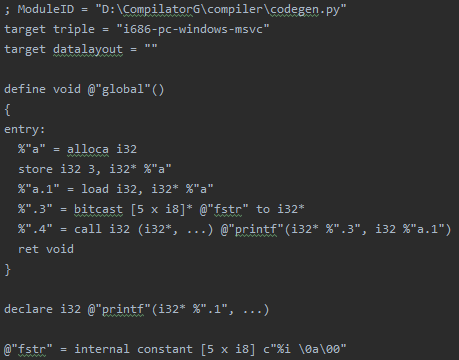 ; ModuleID = "D:\CompilatorG\compiler\codegen.py"
target triple = "i686-pc-windows-msvc"
target datalayout = ""
define void @"global"()
{
entry:
%"a" = alloca i32
store i32 3, i32* %"a"
%"a.1" = load i32, i32* %"a"
%".3" = bitcast [5 x i8]* @"fstr" to i32*
%".4" = call i32 (i32*, ...) @"printf"(i32* %".3", i32 %"a.1")
ret void
}
declare i32 @"printf"(i32* %".1", ...)
@"fstr" = internal constant [5 x i8] c"%i \0a\00"